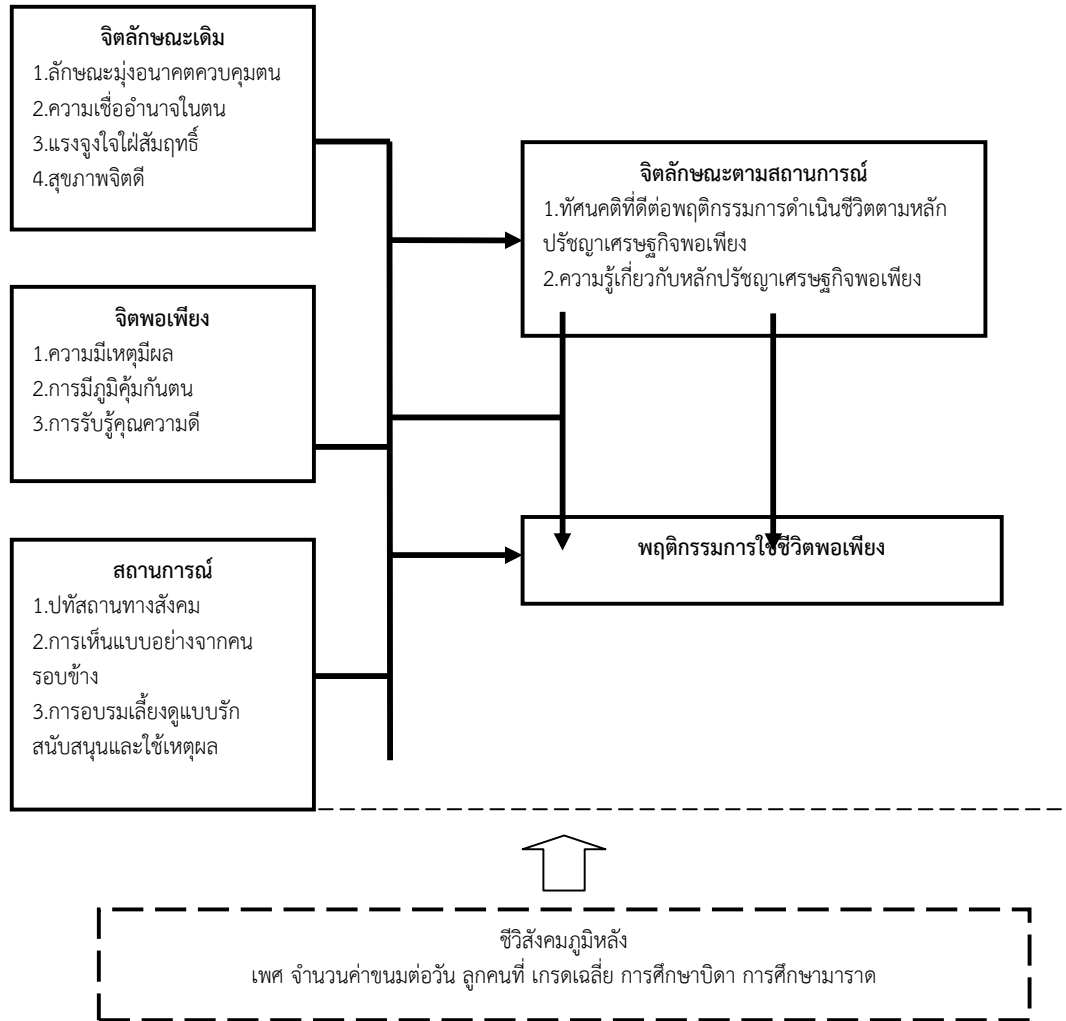 จิตลักษณะเดิม
1.ลักษณะมุ่งอนาคตควบคุมตน
2.ความเชื่ออำนาจในตน
3.แรงจูงใจใฝ่สัมฤทธิ์
4.สุขภาพจิตดี
จิตลักษณะตามสถานการณ์
1.ทัศนคติที่ดีต่อพฤติกรรมการดำเนินชีวิตตามหลัก
ปรัชญาเศรษฐกิจพอเพียง
2.ความรู้เกี่ยวกับหลักปรัชญาเศรษฐกิจพอเพียง
จิตพอเพียง
1.ความมีเหตุมีผล
2.การมีภูมิคุ้มกันตน
3.การรับรู้คุณความดี
พฤติกรรมการใช้ชีวิตพอเพียง
สถานการณ์
1.ปทัสถานทางสังคม
2.การเห็นแบบอย่างจากคน
รอบข้าง
3.การอบรมเลี้ยงดูแบบรัก
สนับสนุนและใช้เหตุผล
ชีวิสังคมภูมิหลัง
เพศ จำนวนค่าขนมต่อวัน ลูกคนที่ เกรดเฉลี่ย การศึกษาบิดา การศึกษามาราด